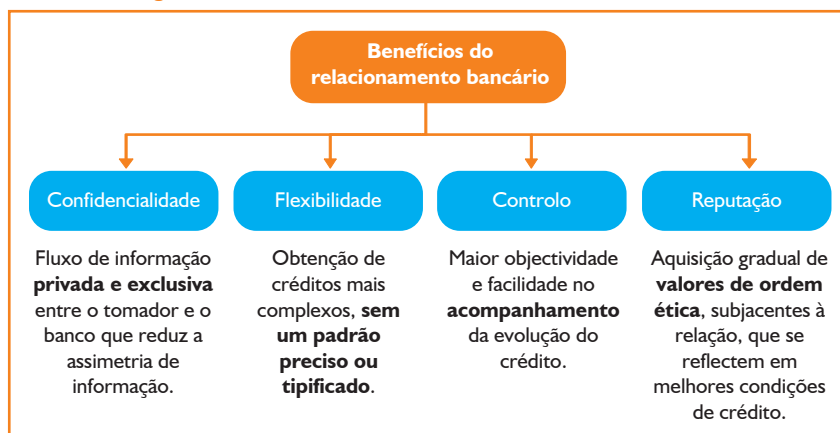 Benefícios do
relacionamento bancário
Confidencialidade
Fluxo de informação
privada e exclusiva
entre o tomador e o
banco que reduz a
assimetria de
informação.
Flexibilidade
Obtenção de
créditos mais
complexos, sem
um padrão
preciso ou
tipificado.
Controlo
Maior objectividade
e facilidade no
acompanhamento
da evolução do
crédito.
Reputação
Aquisição gradual de
valores de ordem
ética, subjacentes à
relação, que se
reflectem em
melhores condições
de crédito.